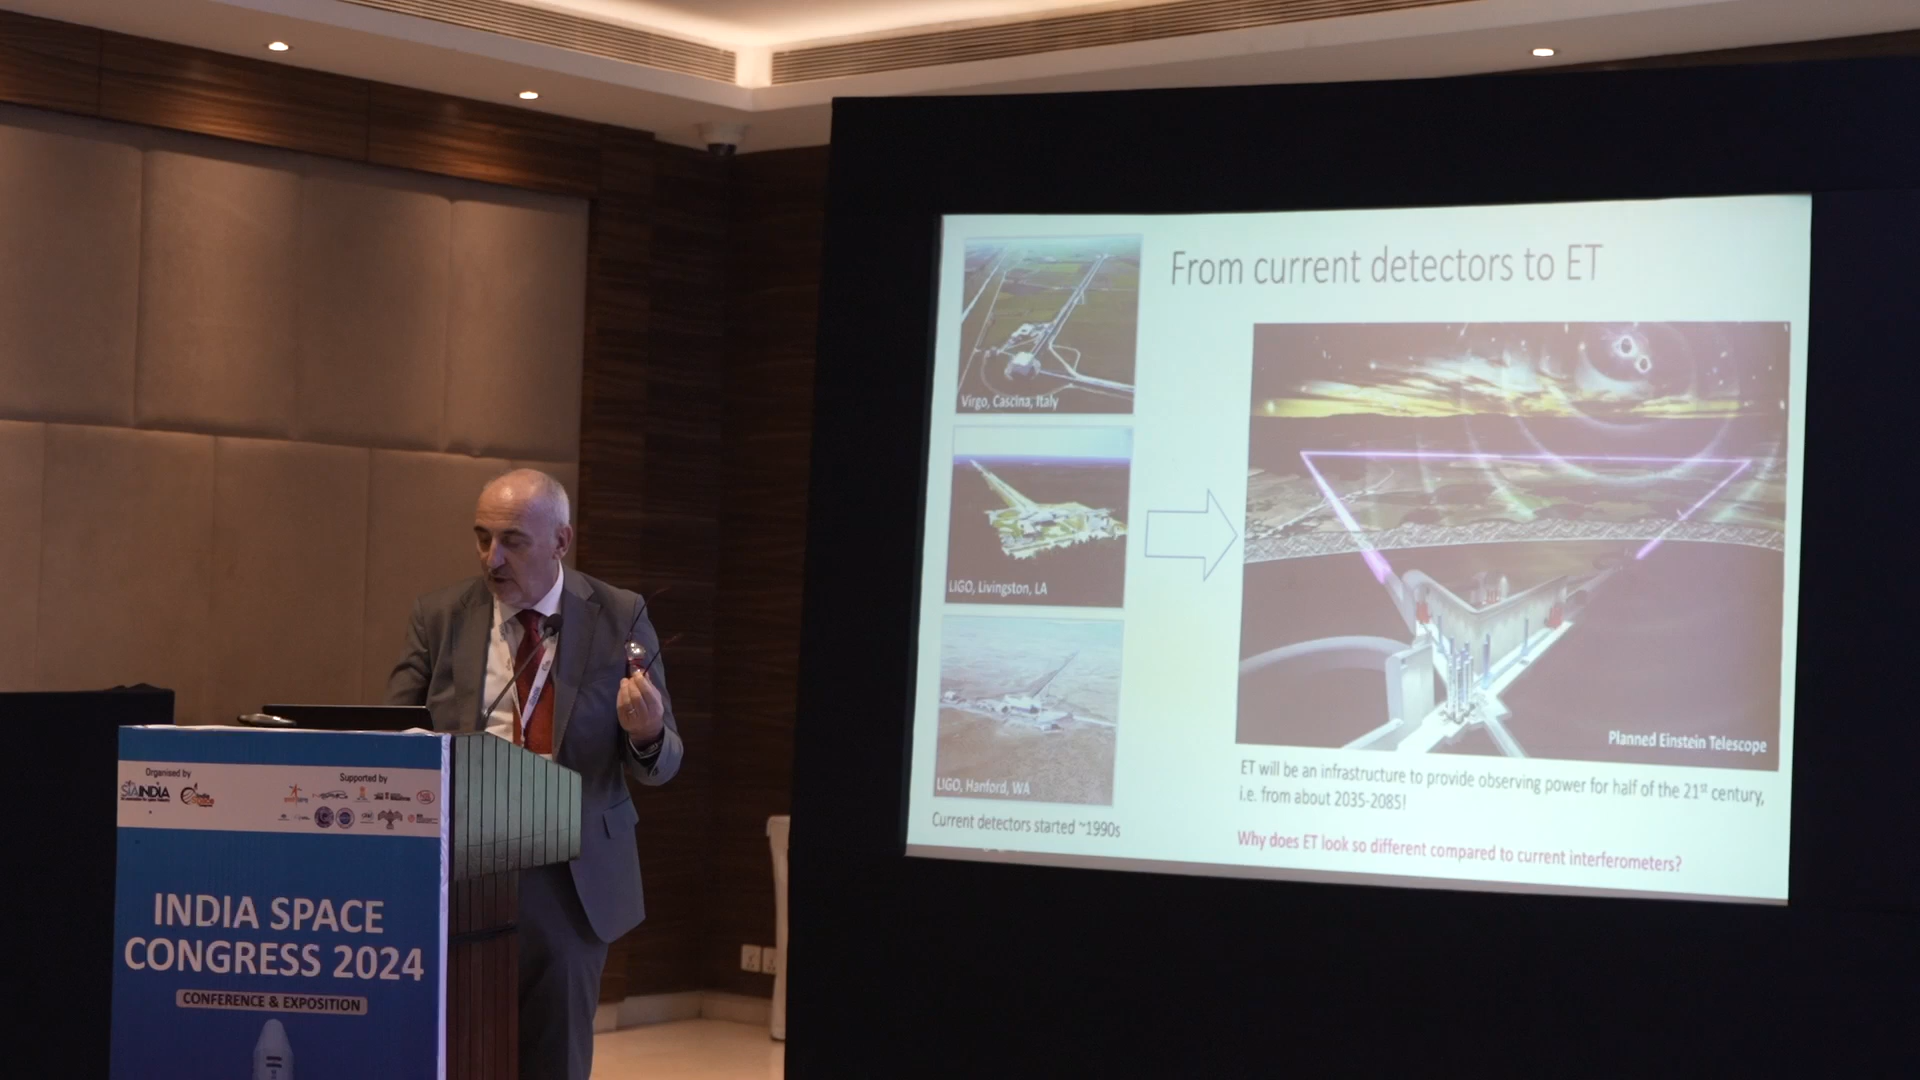 From current detectors to ET
Virgo, Cascina, Italy
LIGO, Livingston, LA
LIGO, Hanford, WA
Current detectors started ~1990s
Planned Einstein Telescope
ET will be an infrastructure to provide observing power for half of the 21st century,
i.e. from about 2035-2085!
Why does ET look so different compared to current interferometers?
Organised by
Supported by
SIA INDIA
INDIA SPACE
CONGRESS 2024
CONFERENCE & EXPOSITION